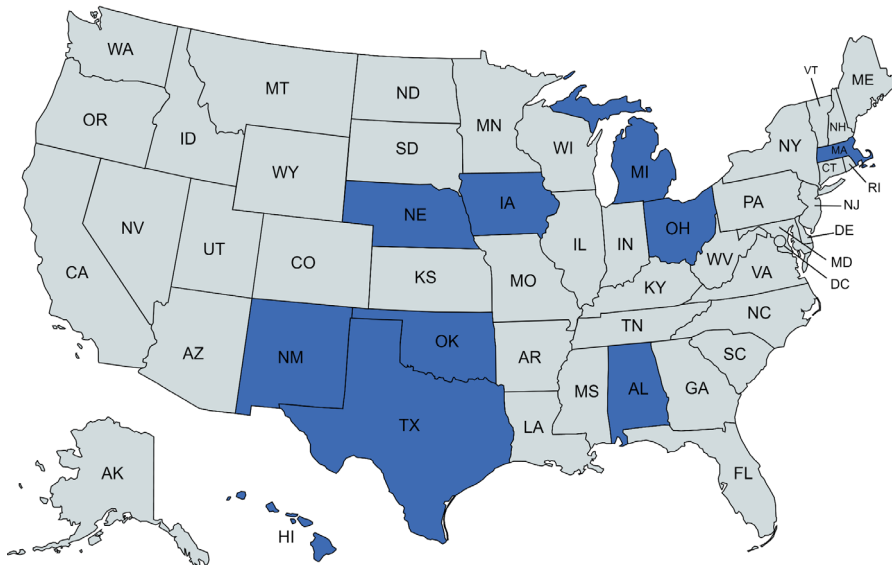 WA
MT
ND
MN
VT
ME
OR
ID
SD
WI
NH
NY
MA
WY
MI
CT
RI
NE
IA
PA
NJ
NV
UT
CO
IL
IN
OH
DE
CA
KS
MO
WV
VA
MD
KY
DC
NC
TN
AZ
NM
OK
AR
SC
MS
AL
GA
TX
LA
AK
FL
HI